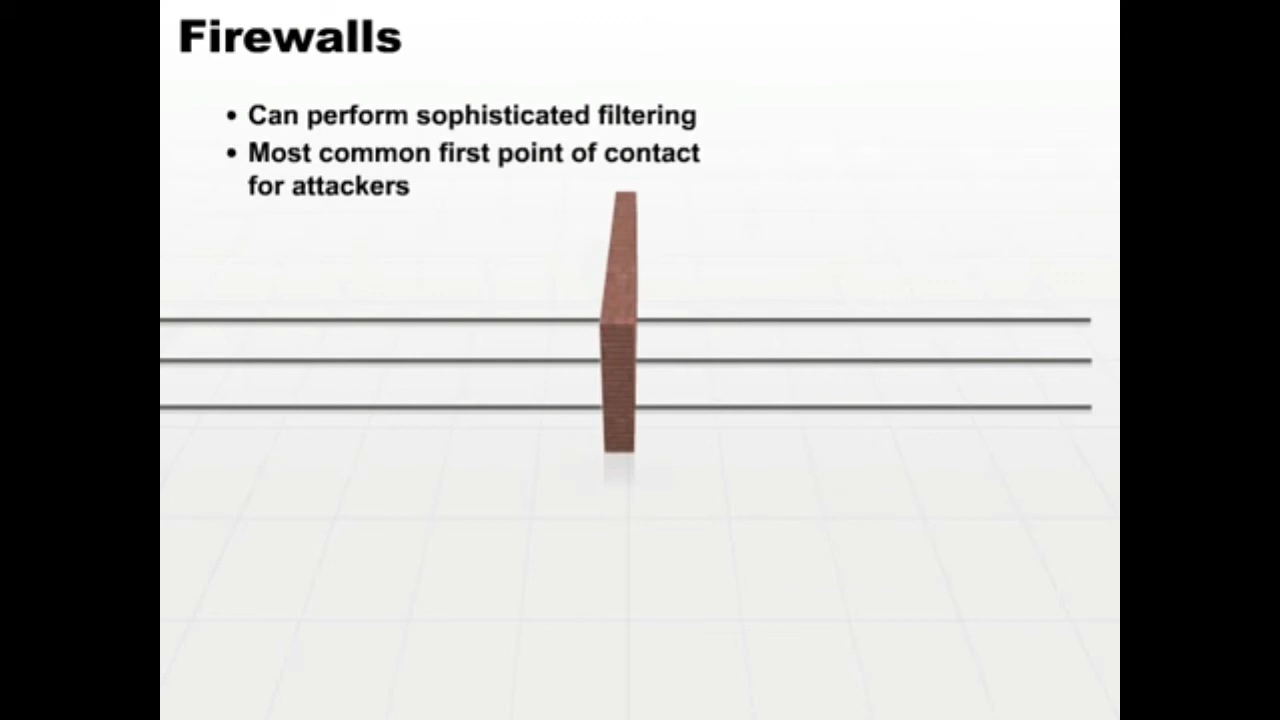 Firewalls
• Can perform sophisticated filtering
• Most common first point of contact
for attackers